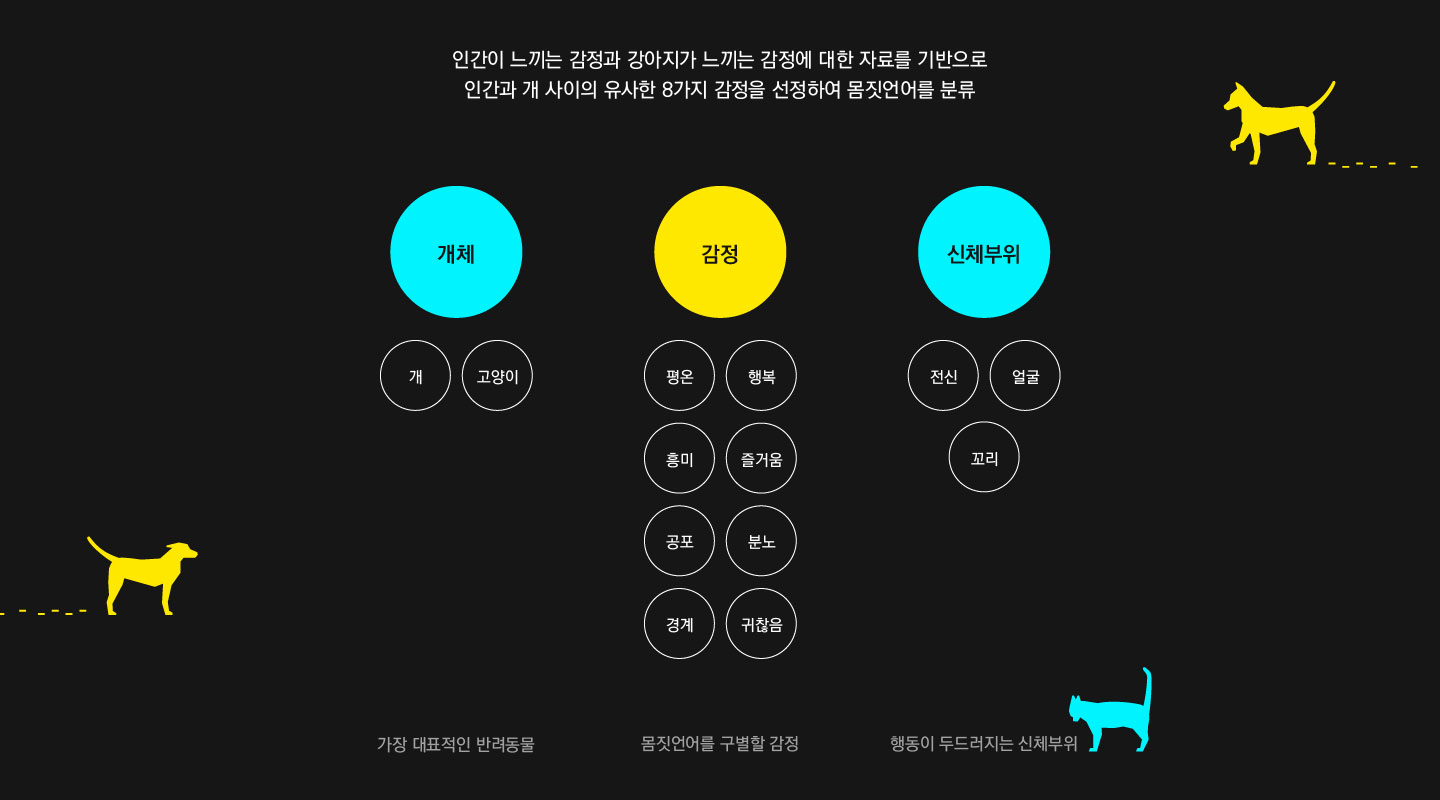 인간이 느끼는 감정과 강아지가 느끼는 감정에 대한 자료를 기반으로
인간과 개 사이의 유사한 8가지 감정을 선정하여 몸짓언어를 분류
개체
감정
신체부위
개
고양이
평온
행복
전신
얼굴
흥미
즐거움
꼬리
공포
분노
경계
귀찮음
가장 대표적인 반려동물
몸짓언어를 구별할 감정
행동이 두드러지는 신체부위